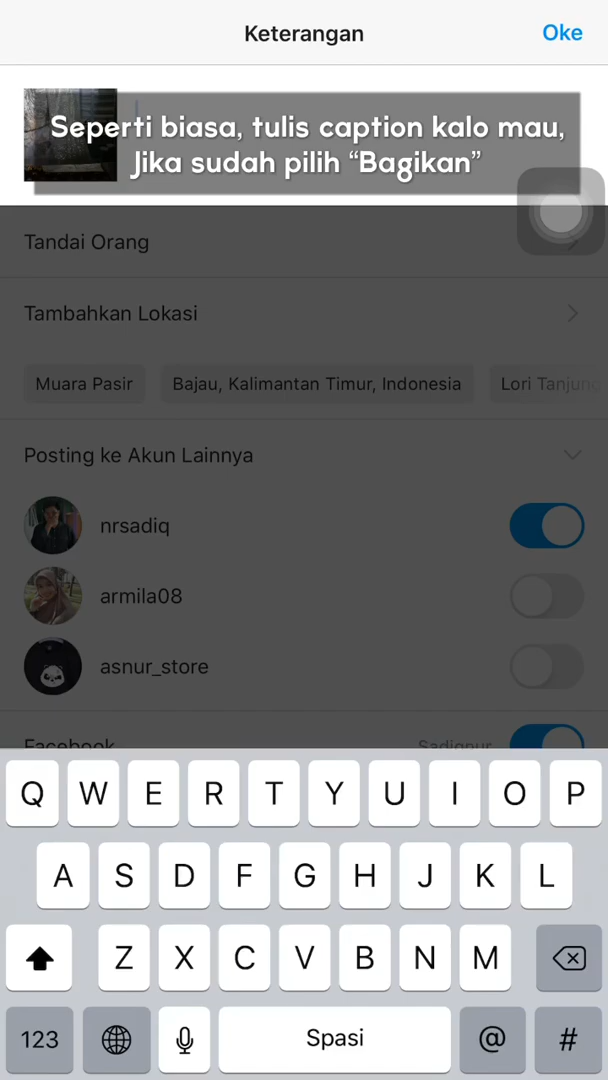 Keterangan
Oke
Seperti biasa, tulis caption kalo mau,
Jika sudah pilih “Bagikan”
Tandai Orang
Tambahkan Lokasi
Muara Pasir
Bajau, Kalimantan Timur, Indonesia
Lori Tanjung
Posting ke Akun Lainnya
nrsadiq
armila08
asnur_store
Facebook
Sadiqnur
Q W E R T Y U I O P
A S D F G H J K L
Z X C V B N M
123
Spasi
@
#